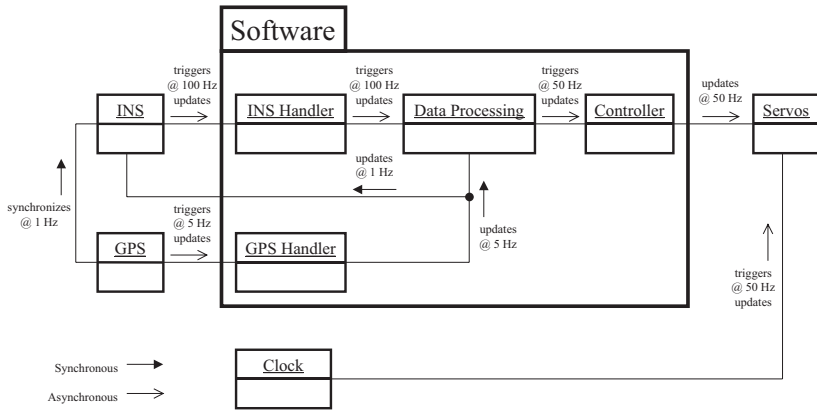 Software
triggers
@ 100 Hz
updates
triggers
@ 100 Hz
updates
triggers
@ 50 Hz
updates
updates
@ 50 Hz
INS
INS Handler
Data Processing
Controller
Servos
updates
@ 1 Hz
synchronizes
@ 1 Hz
triggers
@ 5 Hz
updates
updates
@ 5 Hz
GPS
GPS Handler
triggers
@ 50 Hz
updates
Clock
Synchronous
Asynchronous